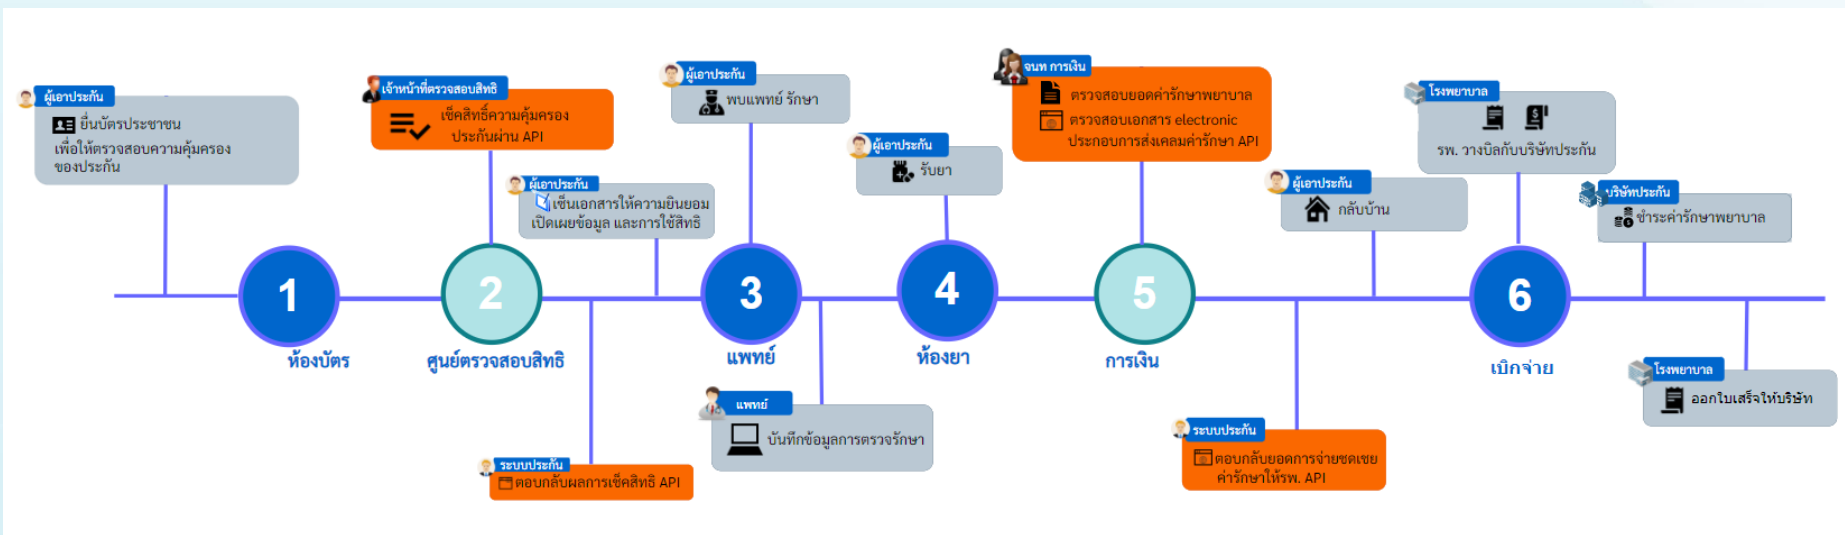 ผู้เอาประกัน
ยื่นบัตรประชาชน
เพื่อให้ตรวจสอบความคุ้มครอง
ของประกัน
1
ห้องบัตร
เจ้าหน้าที่ตรวจสอบสิทธิ
เช็คสิทธิ์ความคุ้มครอง
ประกันผ่าน API
2
ศูนย์ตรวจสอบสิทธิ
ระบบประกัน
ตอบกลับผลการเช็คสิทธิ API
ผู้เอาประกัน
เซ็นเอกสารให้ความยินยอม
เปิดเผยข้อมูล และการใช้สิทธิ
ผู้เอาประกัน
พบแพทย์ รักษา
3
แพทย์
แพทย์
บันทึกข้อมูลการตรวจรักษา
ผู้เอาประกัน
รับยา
4
ห้องยา
จนท การเงิน
ตรวจสอบยอดค่ารักษาพยาบาล
ตรวจสอบเอกสาร electronic
ประกอบการส่งเคลมค่ารักษา API
5
การเงิน
ระบบประกัน
ตอบกลับยอดการจ่ายชดเชย
ค่ารักษาให้รพ. API
ผู้เอาประกัน
กลับบ้าน
โรงพยาบาล
รพ. วางบิลกับบริษัทประกัน
6
เบิกจ่าย
บริษัทประกัน
ชำระค่ารักษาพยาบาล
โรงพยาบาล
ออกใบเสร็จให้บริษัท